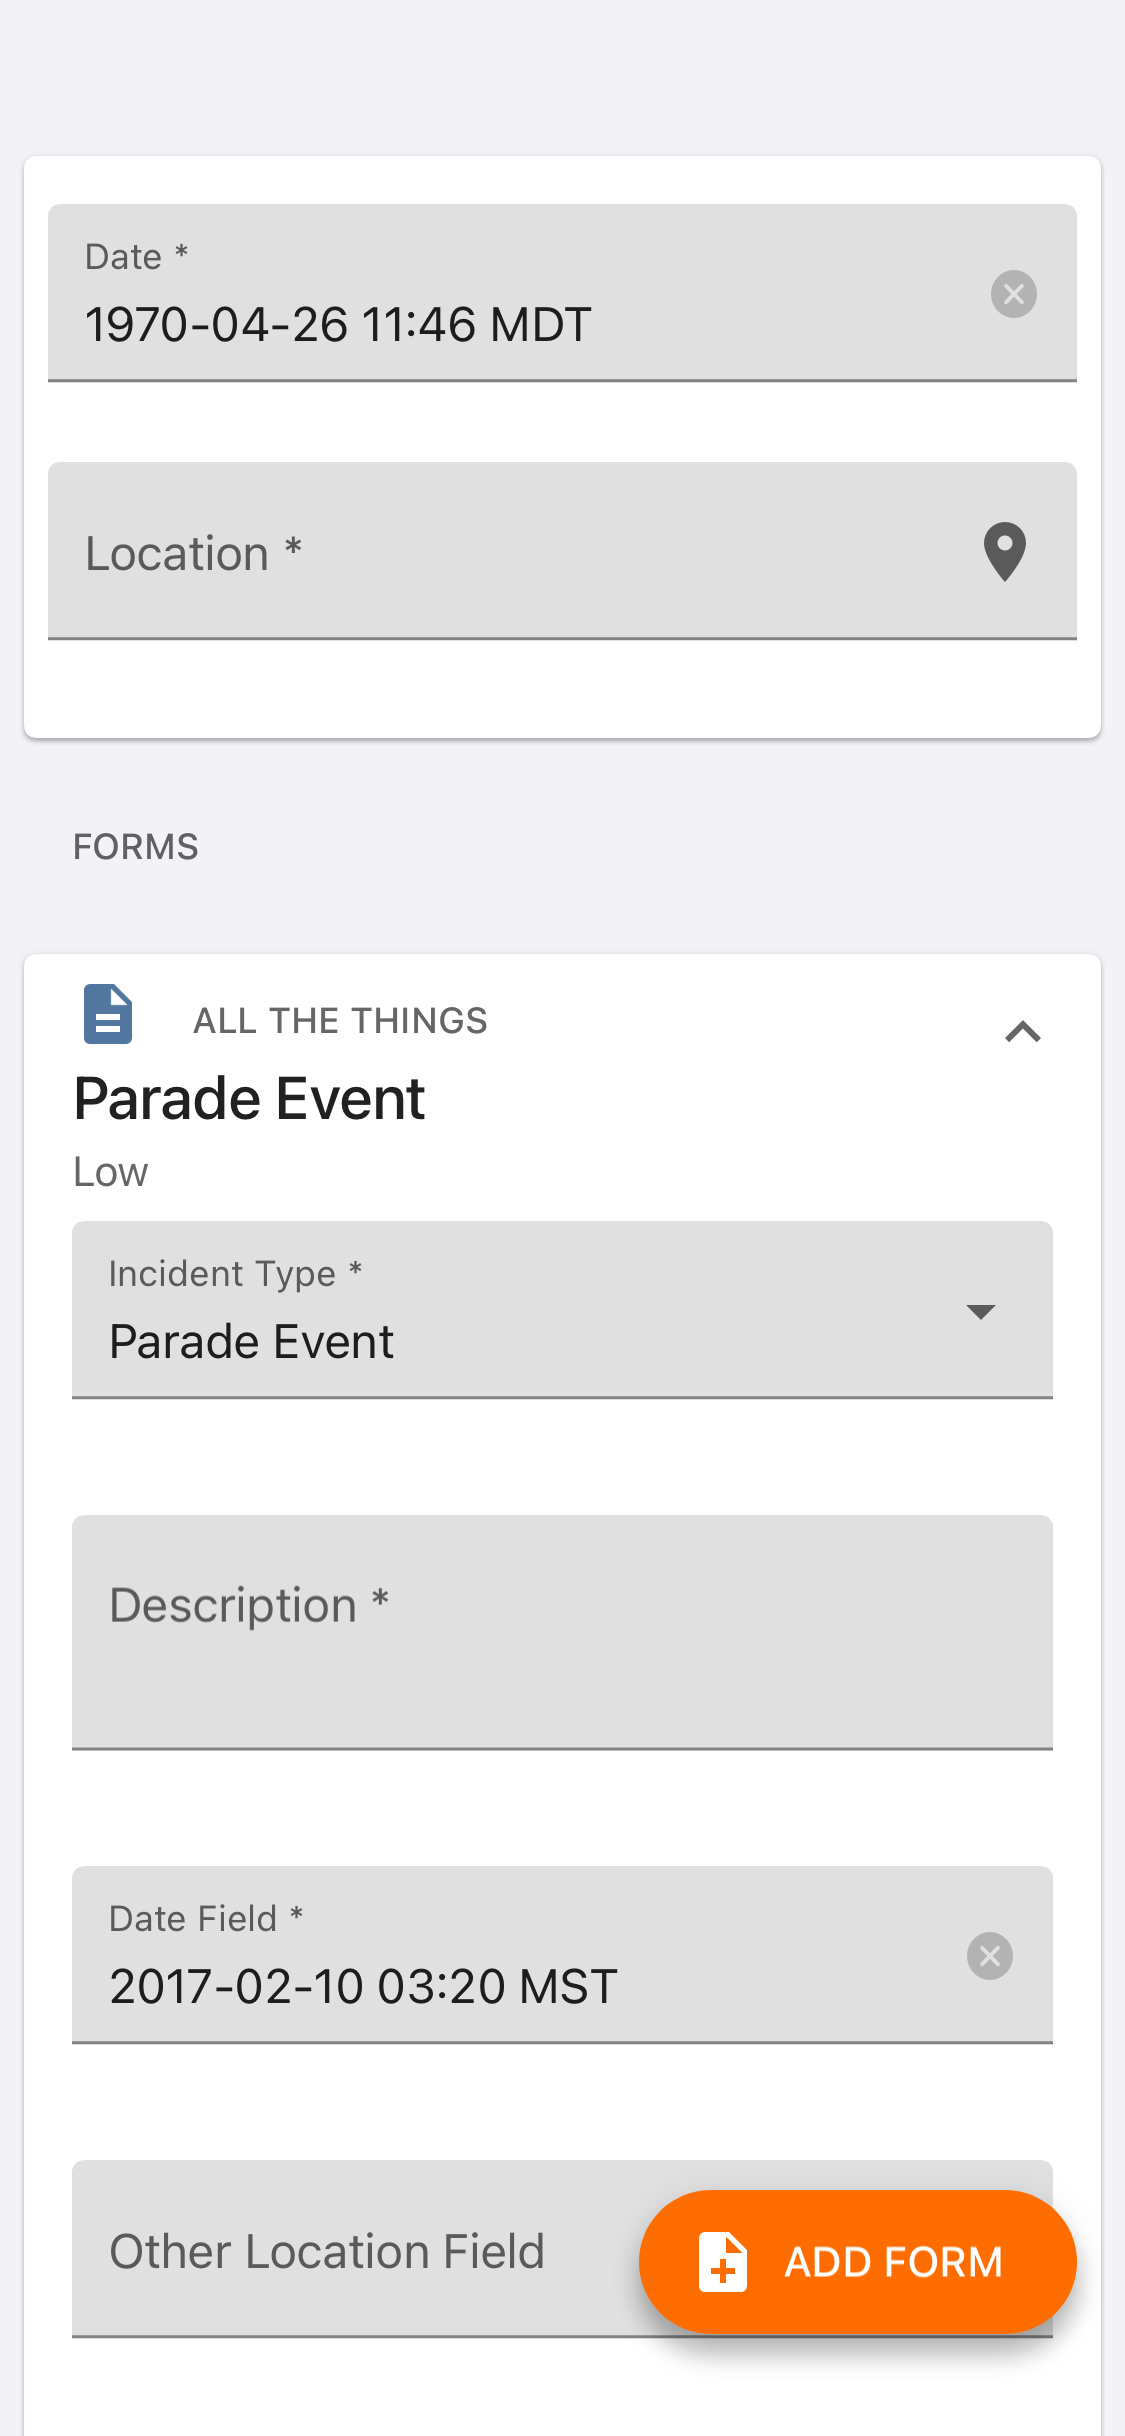 Date *
1970-04-26 11:46 MDT
Location *
FORMS
ALL THE THINGS
Parade Event
Low
Incident Type *
Parade Event
Description *
Date Field *
2017-02-10 03:20 MST
Other Location Field
ADD FORM